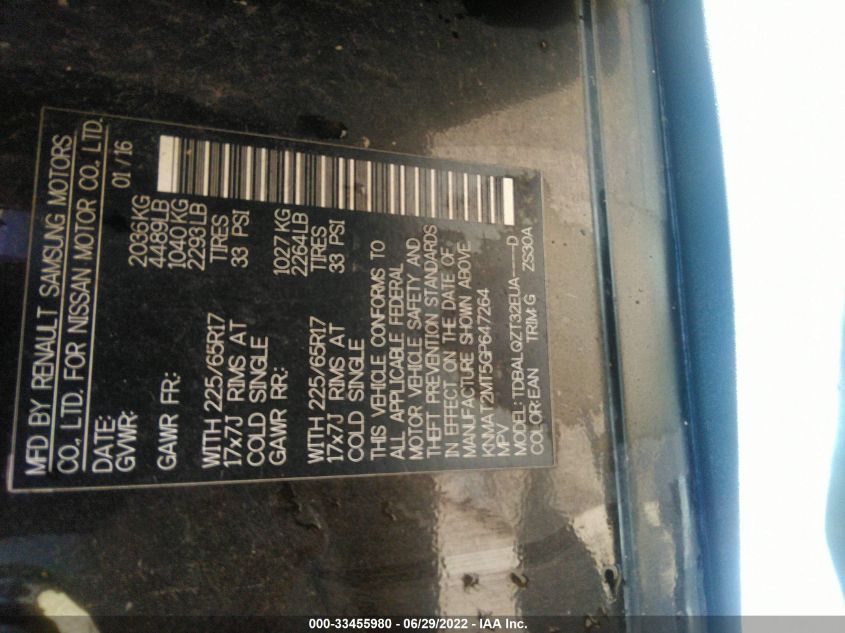 MFD BY RENAULT SAMSUNG MOTORS
CO., LTD. FOR NISSAN MOTOR CO., LTD.
DATE: 01/16
GVWR: 2036KG
4489LB
GAWR FR: 1040 KG
2293LB
WITH 225/65R17 TIRES
17x7J RIMS AT 33 PSI
COLD SINGLE
GAWR RR: 1027 KG
2264LB
WITH 225/65R17 TIRES
17x7J RIMS AT 33 PSI
COLD SINGLE
THIS VEHICLE CONFORMS TO
ALL APPLICABLE FEDERAL
MOTOR VEHICLE SAFETY AND
THEFT PREVENTION STANDARDS
IN EFFECT ON THE DATE OF
MANUFACTURE SHOWN ABOVE.
KNMAT2MT5GP647264
MPV
MODEL: TDBALQZT32EUA-----D
COLOR: EAN TRIM: G ZS30A
000-33455980 - 06/29/2022 - IAA Inc.